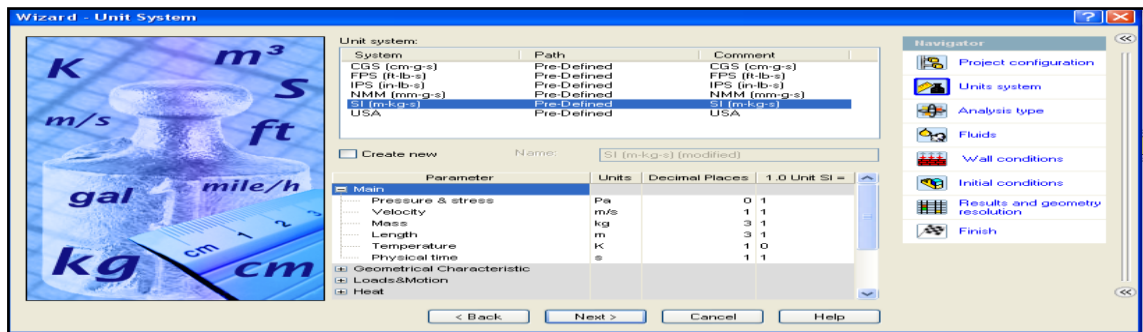 Wizard - Unit System
K
m³
S
m/s
ft
gal
mile/h
cm 1 2 3
kg
cm
Unit system:
System Path Comment
CGS (cm-g-s) Pre-Defined CGS (cm-g-s)
FPS (ft-lb-s) Pre-Defined FPS (ft-lb-s)
IPS (in-lb-s) Pre-Defined IPS (in-lb-s)
NMM (mm-g-s) Pre-Defined NMM (mm-g-s)
SI (m-kg-s) Pre-Defined SI (m-kg-s)
USA Pre-Defined USA
Create new Name: SI (m-kg-s) (modified)
Parameter Units Decimal Places 1.0 Unit SI =
Main
Pressure & stress Pa 0 1
Velocity m/s 1 1
Mass kg 3 1
Length m 3 1
Temperature K 1 0
Physical time s 1 1
Geometrical Characteristic
Loads&Motion
Heat
< Back Next > Cancel Help
Navigator
Project configuration
Units system
Analysis type
Fluids
Wall conditions
Initial conditions
Results and geometry
resolution
Finish